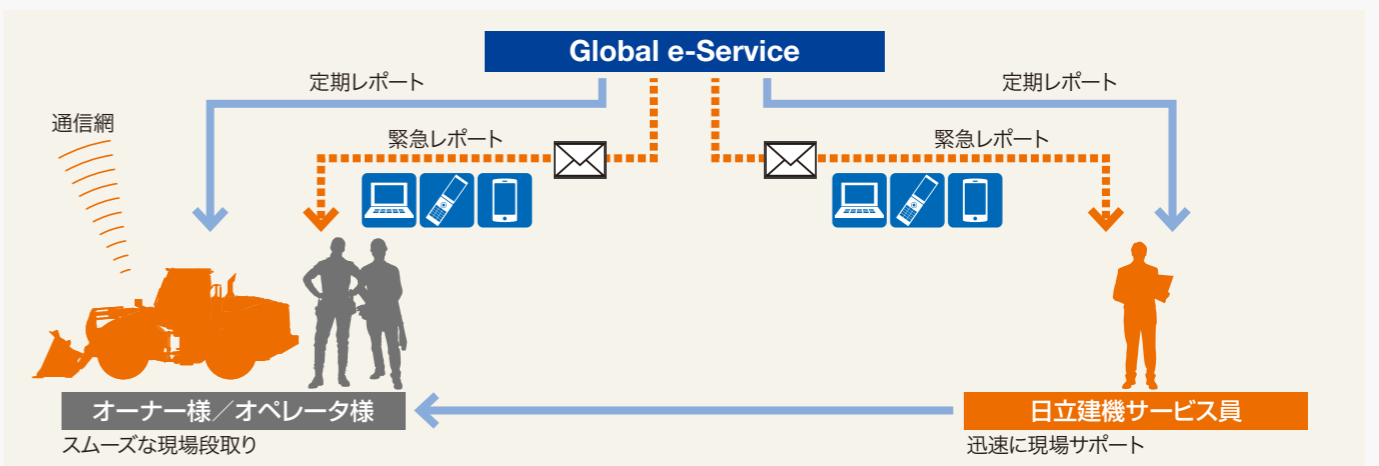 Global e-Service
定期レポート
定期レポート
通信網
緊急レポート
緊急レポート
オーナー様／オペレータ様
日立建機サービス員
スムーズな現場段取り
迅速に現場サポート